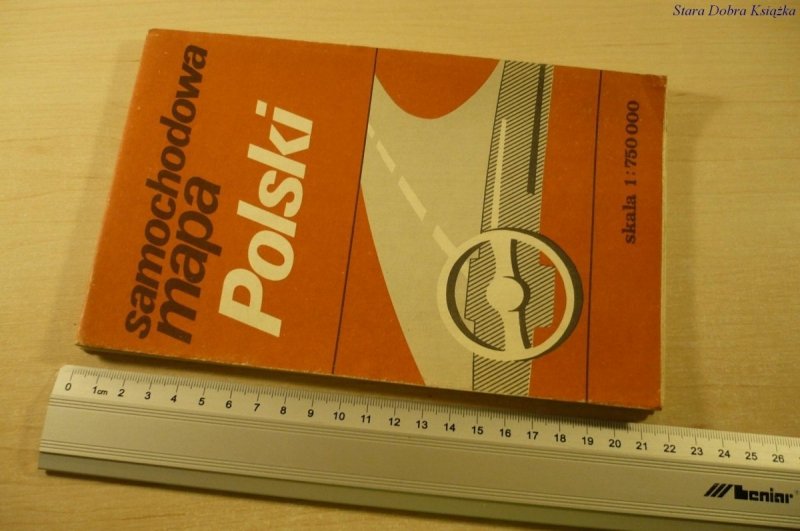 Stara Dobra Książka
samochodowa
mapa
Polski
skala 1:750 000
0 1cm 2 3 4 5 6 7 8 9 10 11 12 13 14 15 16 17 18 19 20 21 22 23 24 25 26
leniar